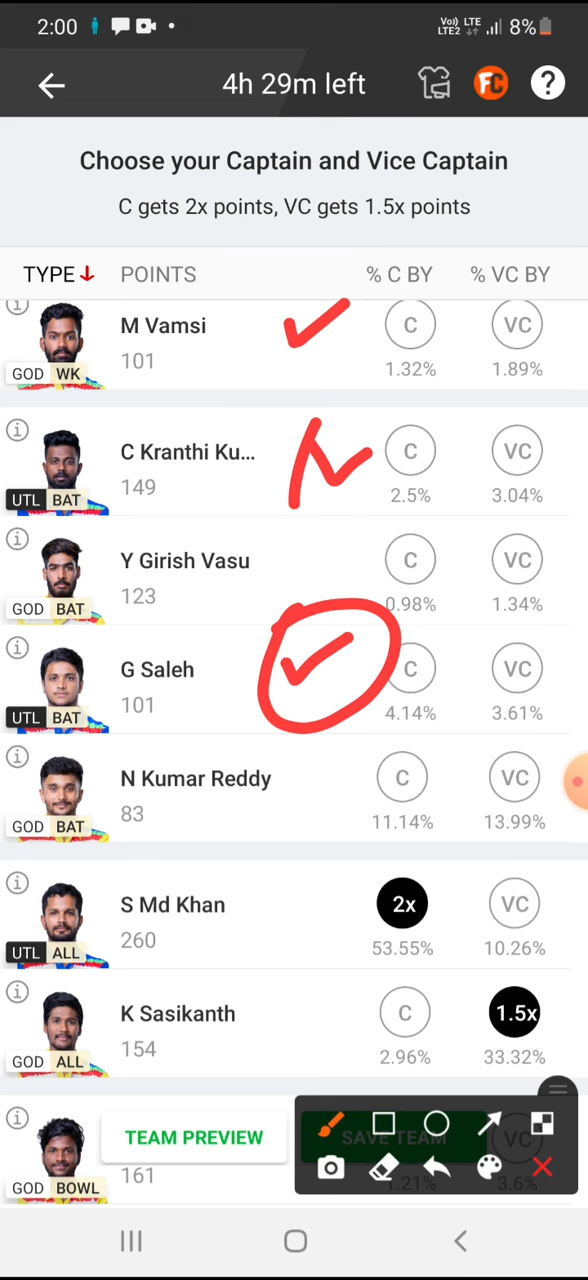 2:00 Vo) LTE LTE2 8%
4h 29m left FC ?
Choose your Captain and Vice Captain
C gets 2x points, VC gets 1.5x points
TYPE POINTS % C BY % VC BY
M Vamsi C VC
101 1.32% 1.89%
GOD WK
C Kranthi Ku... C VC
149 2.5% 3.04%
UTL BAT
Y Girish Vasu C VC
123 0.98% 1.34%
GOD BAT
G Saleh C VC
101 4.14% 3.61%
UTL BAT
N Kumar Reddy C VC
83 11.14% 13.99%
GOD BAT
S Md Khan 2x VC
260 53.55% 10.26%
UTL ALL
K Sasikanth C 1.5x
154 2.96% 33.32%
GOD ALL
TEAM PREVIEW SAVE TEAM VC
161 1.21% 3.6%
GOD BOWL